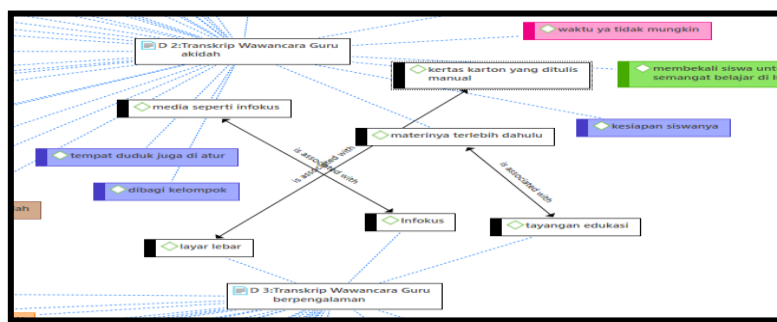 waktu ya tidak mungkin
D 2:Transkrip Wawancara Guru
akidah
kertas karton yang ditulis
manual
membekali siswa unt
semangat belajar di l
media seperti infokus
kesiapan siswanya
materinya terlebih dahulu
is associated with
is associated with
is associated with
tempat duduk juga di atur
dibagi kelompok
lah
Infokus
tayangan edukasi
layar lebar
D 3:Transkrip Wawancara Guru
berpengalaman